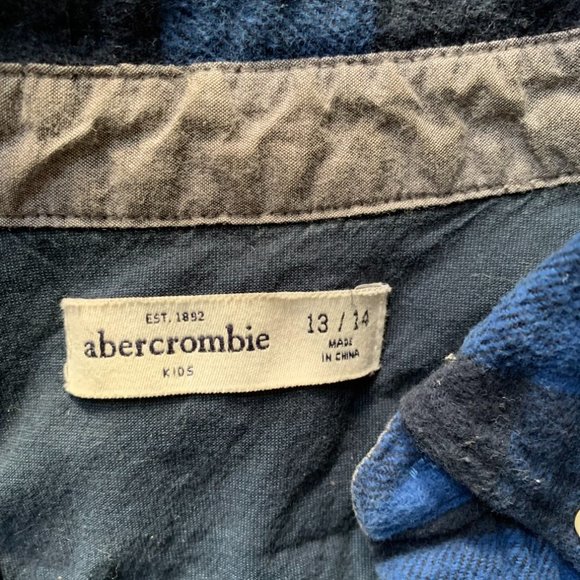 EST. 1892
abercrombie
KIDS
13 / 14
MADE
IN CHINA